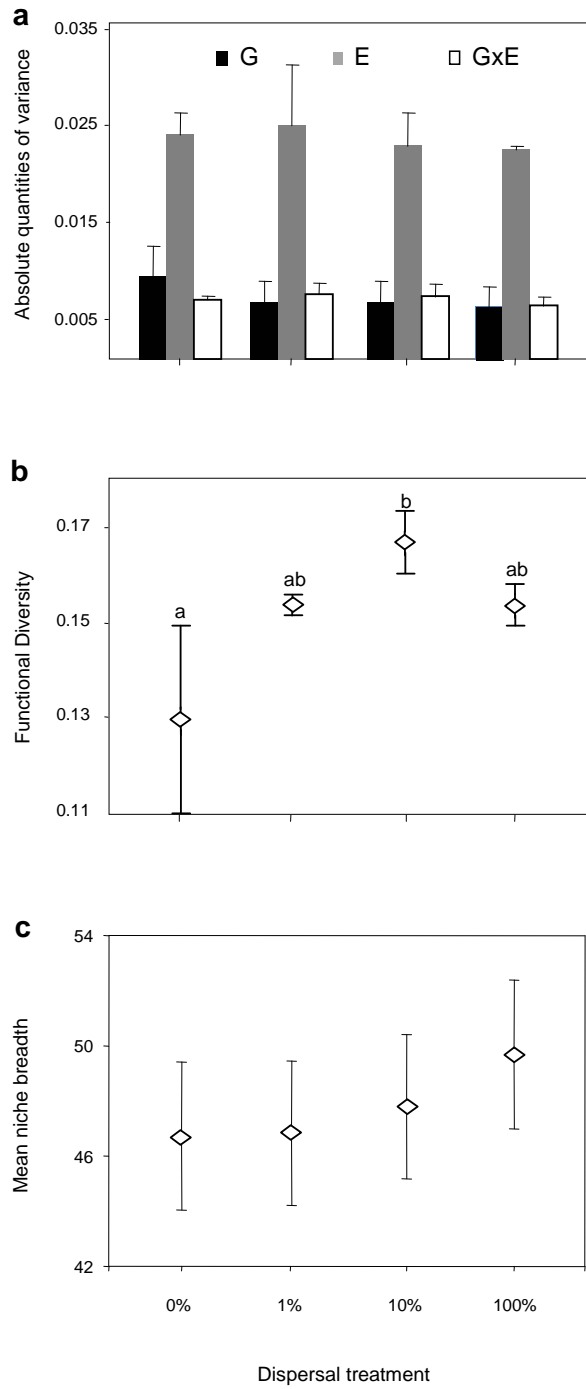 a
Absolute quantities of variance
0.035
0.025
0.015
0.005
G E GxE
b
Functional Diversity
0.17
0.15
0.13
0.11
a
ab
b
ab
c
Mean niche breadth
54
50
46
42
0% 1% 10% 100%
Dispersal treatment